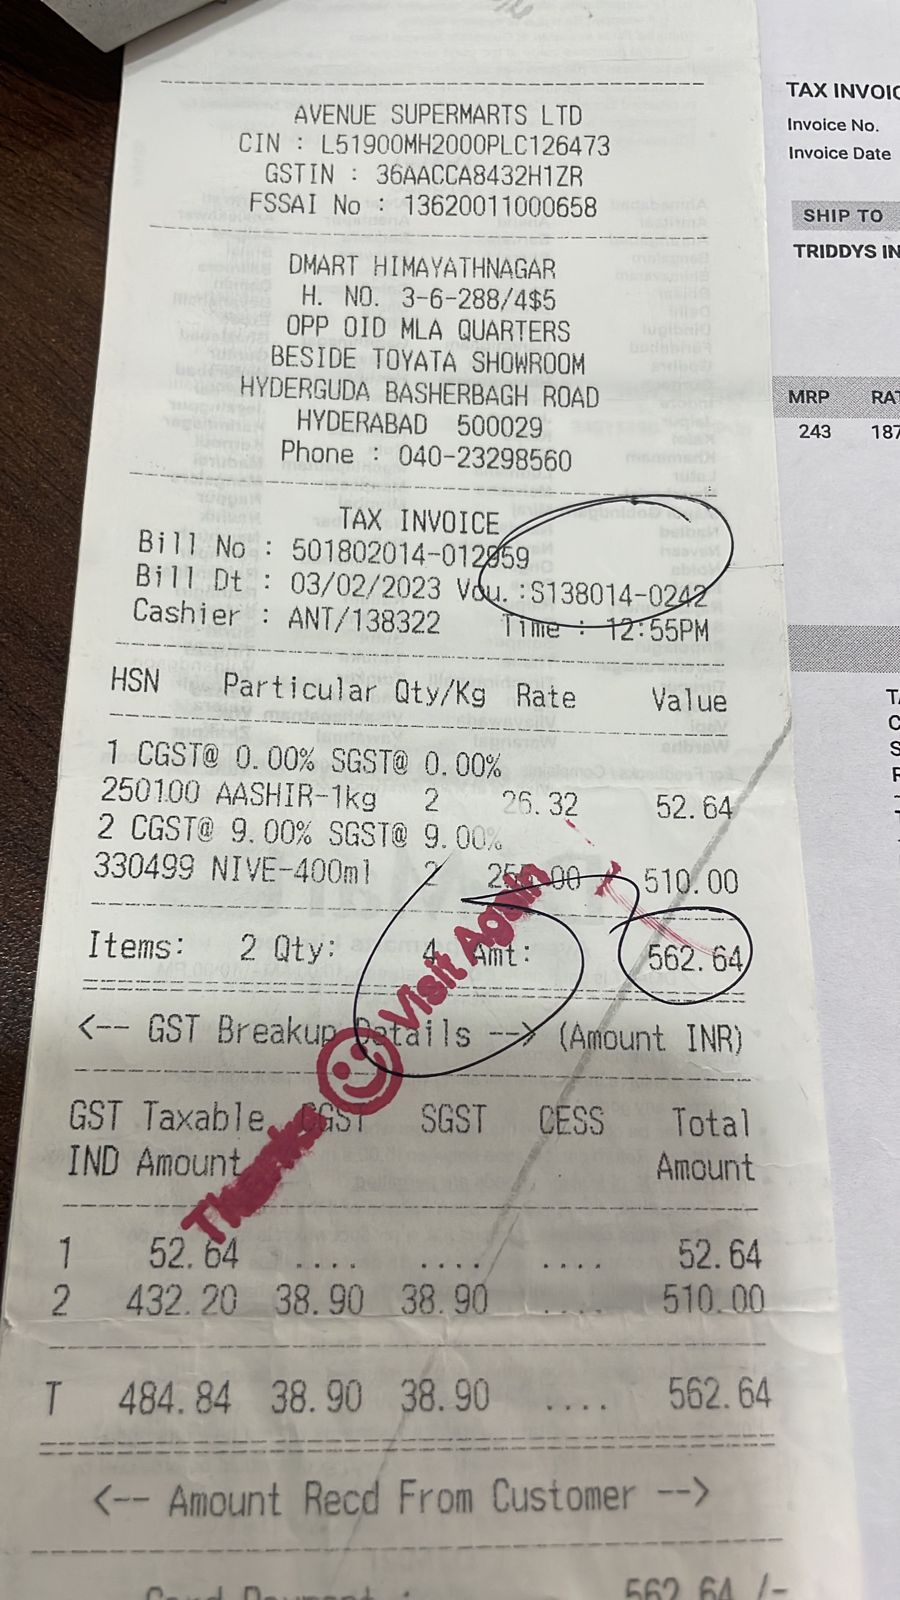 AVENUE SUPERMARTS LTD
CIN : L51900MH2000PLC126473
GSTIN : 36AACCA8432H1ZR
FSSAI No : 13620011000658
DMART HIMAYATHNAGAR
H. NO. 3-6-288/4$5
OPP OID MLA QUARTERS
BESIDE TOYATA SHOWROOM
HYDERGUDA BASHERBAGH ROAD
HYDERABAD 500029
Phone : 040-23298560
TAX INVOICE
Bill No : 501802014-012959
Bill Dt : 03/02/2023 Vou. :S138014-0242
Cashier : ANT/138322 Time : 12:55PM
HSN Particular Qty/Kg Rate Value
1 CGST@ 0.00% SGST@ 0.00%
250100 AASHIR-1kg 2 26.32 52.64
2 CGST@ 9.00% SGST@ 9.00%
330499 NIVE-400ml 2 255.00 510.00
Items: 2 Qty: 4 Amt: 562.64
<-- GST Breakup Details --> (Amount INR)
GST Taxable CGST SGST CESS Total
IND Amount Amount
1 52.64 .... .... .... 52.64
2 432.20 38.90 38.90 .... 510.00
T 484.84 38.90 38.90 .... 562.64
<-- Amount Recd From Customer -->
Card Payment : 562.64 /-
Thanks Visit Again
TAX INVOIC
Invoice No.
Invoice Date
SHIP TO
TRIDDYS IN
MRP RAT
243 187